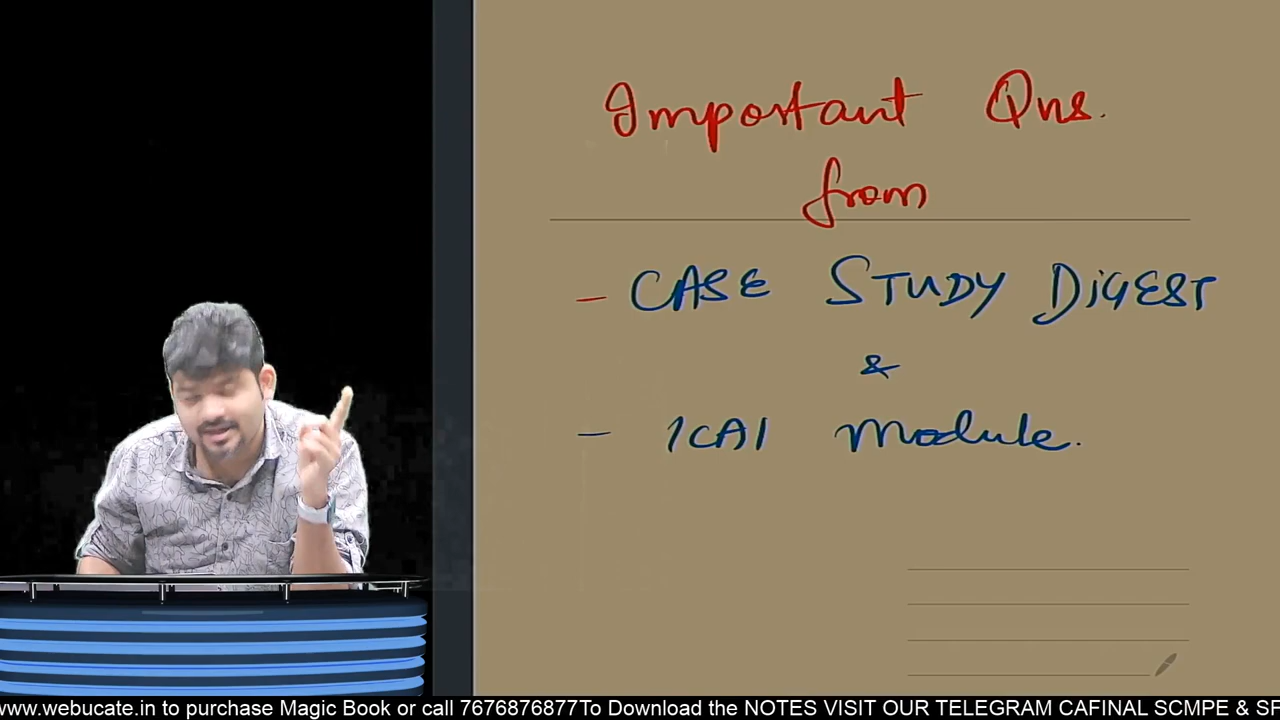 Important Qns.
from
- CASE STUDY DIGEST
&
- ICAI Module.
www.webucate.in to purchase Magic Book or call 7676876877To Download the NOTES VISIT OUR TELEGRAM CAFINAL SCMPE & SF